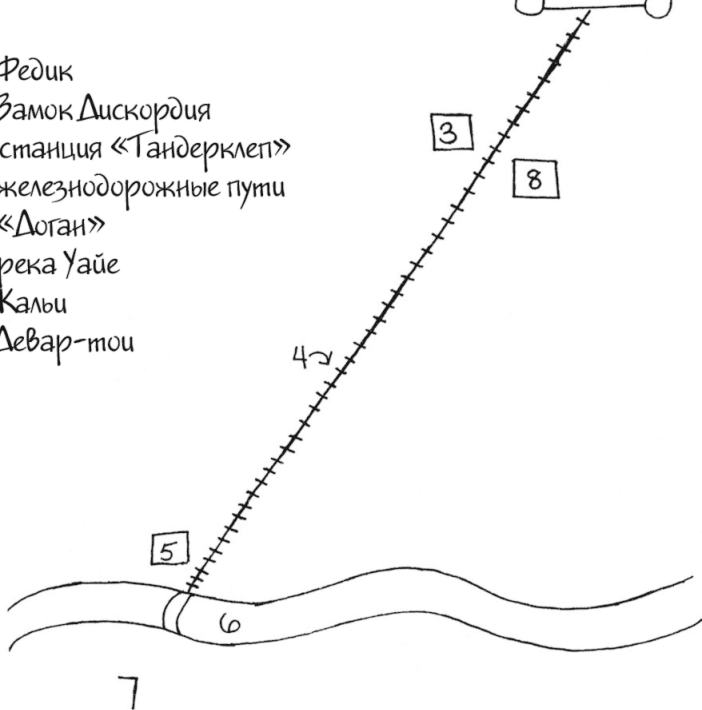 Федик
Замок Дискордия
станция «Тандерклеп»
железнодорожные пути
«Доган»
река Уайе
Кальи
Девар-тои
3
8
4
5
6
7